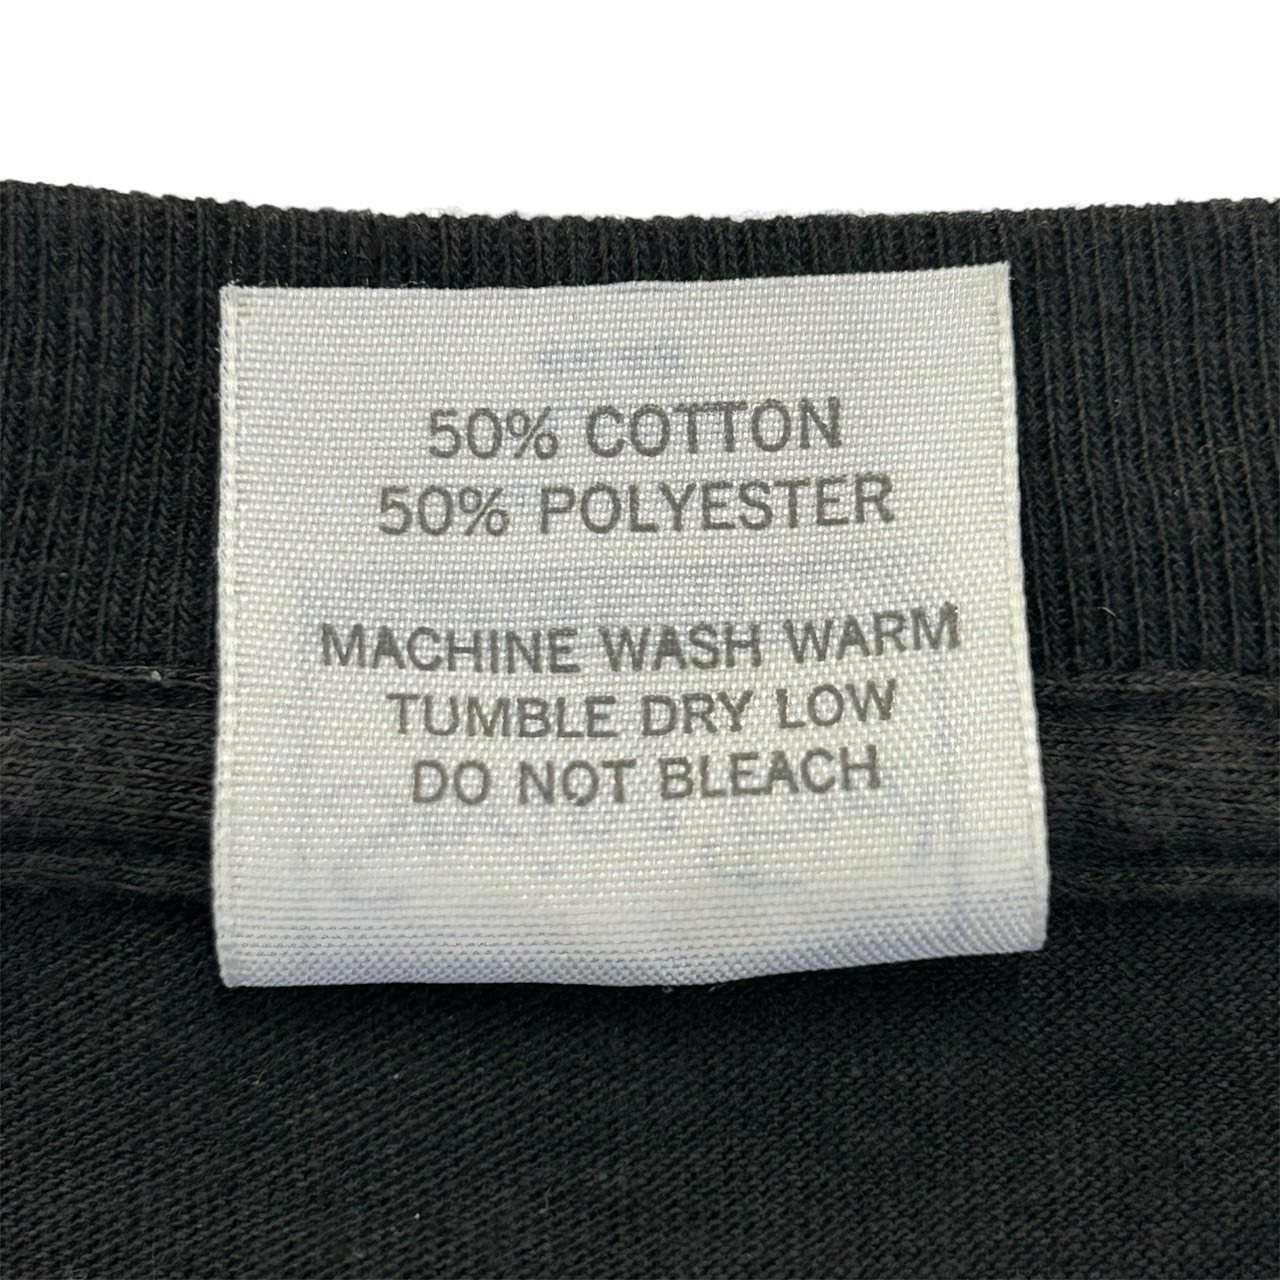 50% COTTON
50% POLYESTER
MACHINE WASH WARM
TUMBLE DRY LOW
DO NOT BLEACH